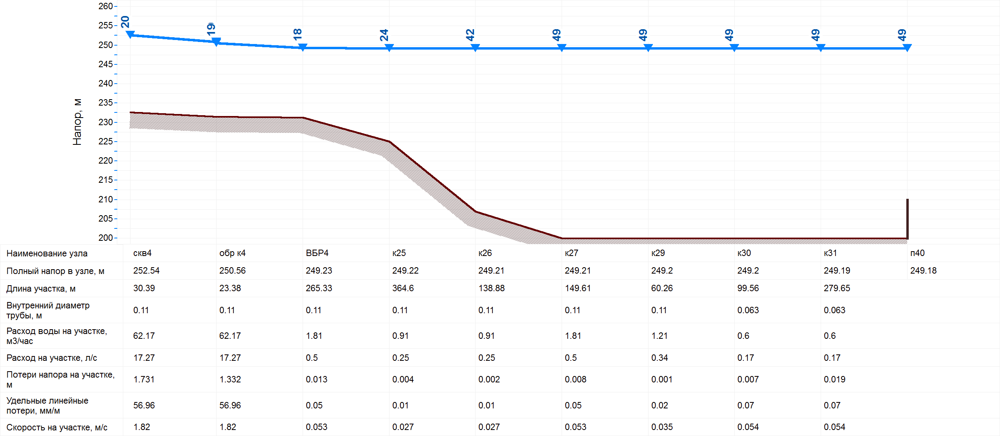 260
255
250
245
240
235
230
225
220
215
210
205
200
Напор, м
20
19
18
24
42
49
49
49
49
49
Наименование узла скв4 обр к4 ВБР4 к25 к26 к27 к29 к30 к31 п40
Полный напор в узле, м 252.54 250.56 249.23 249.22 249.21 249.21 249.2 249.2 249.19 249.18
Длина участка, м 30.39 23.38 265.33 364.6 138.88 149.61 60.26 99.56 279.65
Внутренний диаметр
трубы, м 0.11 0.11 0.11 0.11 0.11 0.11 0.11 0.063 0.063
Расход воды на участке,
м3/час 62.17 62.17 1.81 0.91 0.91 1.81 1.21 0.6 0.6
Расход на участке, л/с 17.27 17.27 0.5 0.25 0.25 0.5 0.34 0.17 0.17
Потери напора на участке,
м 1.731 1.332 0.013 0.004 0.002 0.008 0.001 0.007 0.019
Удельные линейные
потери, мм/м 56.96 56.96 0.05 0.01 0.01 0.05 0.02 0.07 0.07
Скорость на участке, м/с 1.82 1.82 0.053 0.027 0.027 0.053 0.035 0.054 0.054